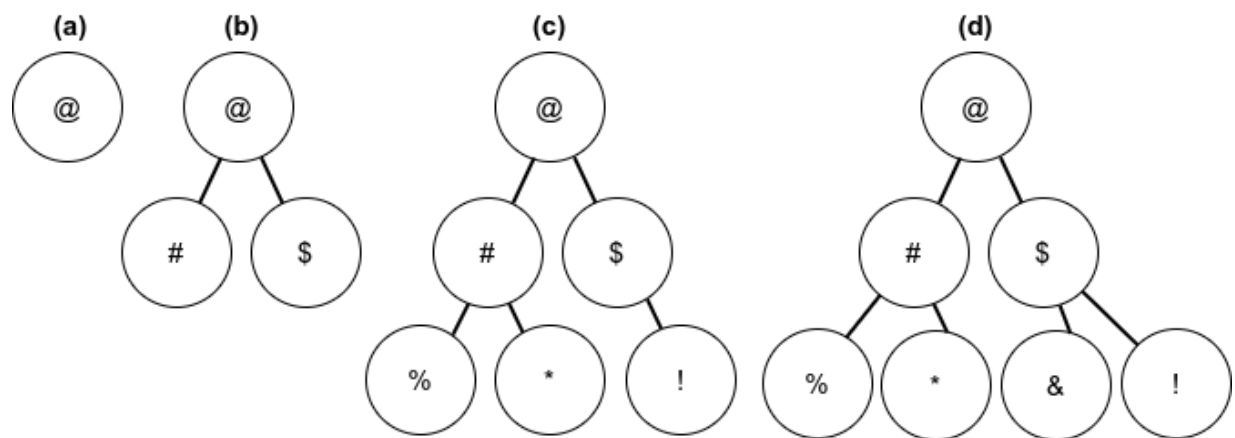 (a) (b) (c) (d)
@ @ @ @
# $ # $ # $
% * ! % * & !